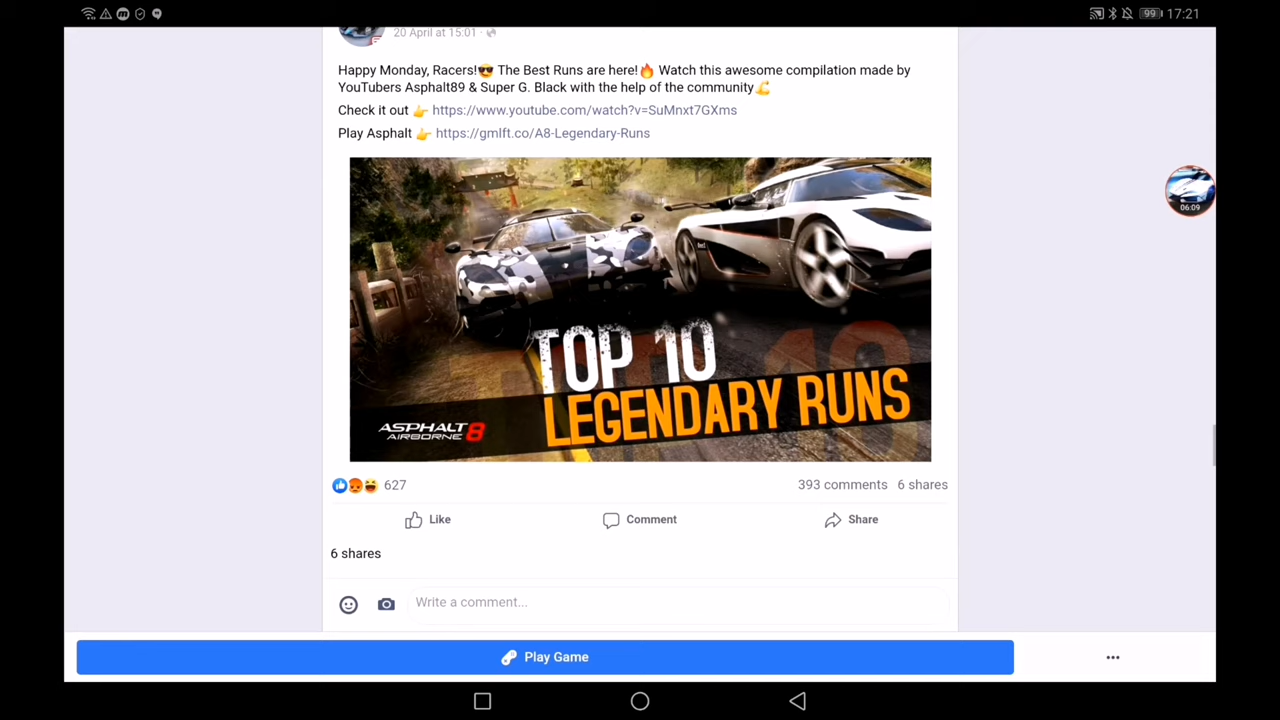 99 17:21
20 April at 15:01 ·
Happy Monday, Racers!😎 The Best Runs are here!🔥 Watch this awesome compilation made by
YouTubers Asphalt89 & Super G. Black with the help of the community💪
Check it out 👉 https://www.youtube.com/watch?v=SuMnxt7GXms
Play Asphalt 👉 https://gmlft.co/A8-Legendary-Runs
06:09
TOP 10
LEGENDARY RUNS
ASPHALT 8
AIRBORNE
627 393 comments 6 shares
Like Comment Share
6 shares
Write a comment...
Play Game